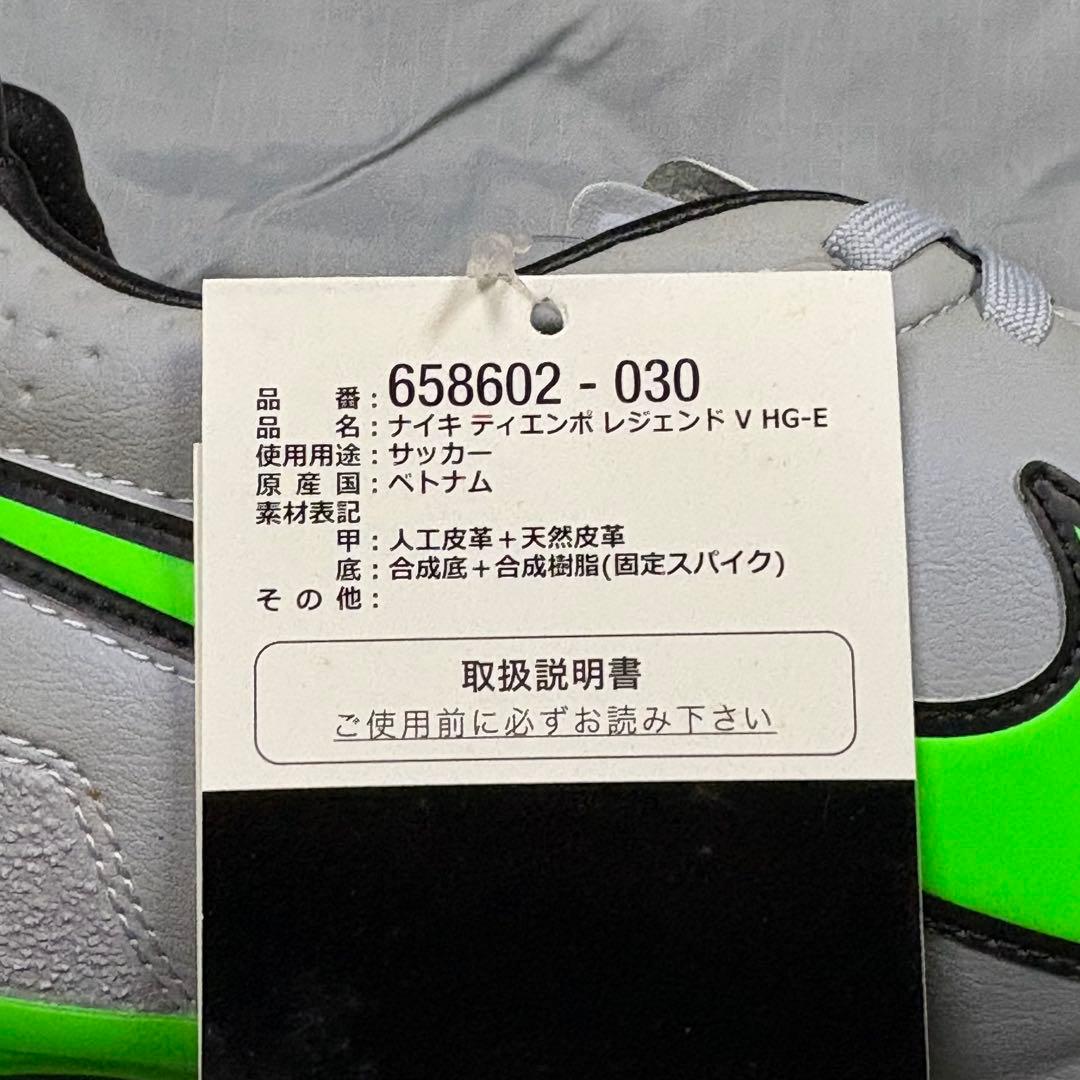 品番：658602 - 030
品名：ナイキ ティエンポ レジェンド V HG-E
使用用途：サッカー
原産国：ベトナム
素材表記
甲：人工皮革＋天然皮革
底：合成底＋合成樹脂(固定スパイク)
その他：
取扱説明書
ご使用前に必ずお読み下さい